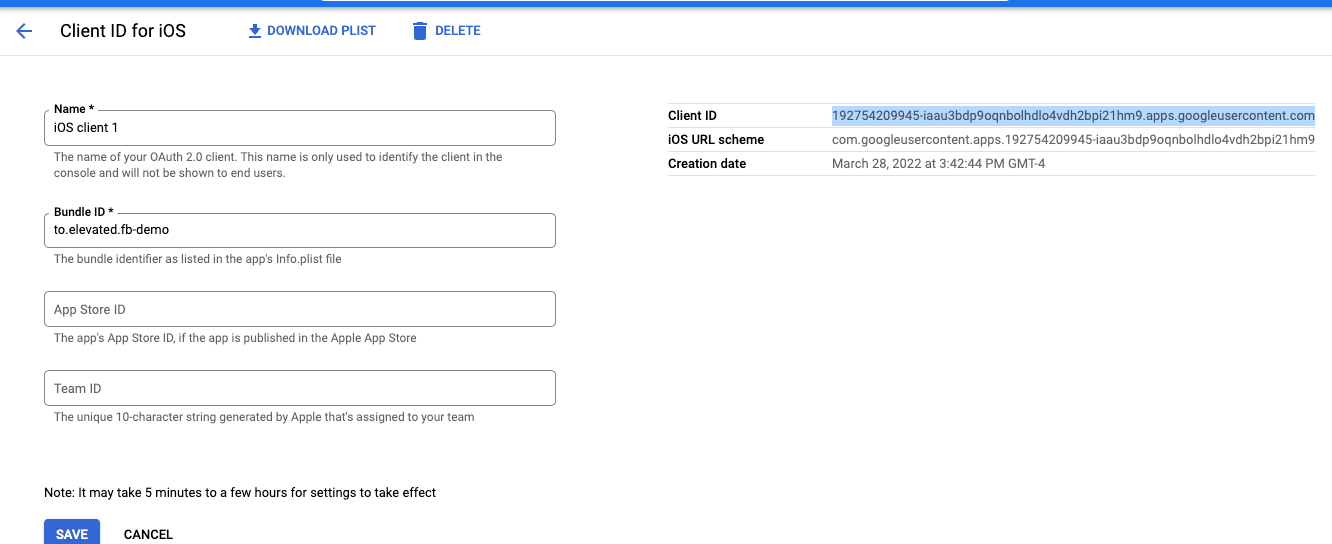 Client ID for iOS
DOWNLOAD PLIST
DELETE
Name *
iOS client 1
The name of your OAuth 2.0 client. This name is only used to identify the client in the
console and will not be shown to end users.
Bundle ID *
to.elevated.fb-demo
The bundle identifier as listed in the app's Info.plist file
App Store ID
The app's App Store ID, if the app is published in the Apple App Store
Team ID
The unique 10-character string generated by Apple that's assigned to your team
Note: It may take 5 minutes to a few hours for settings to take effect
SAVE CANCEL
Client ID 192754209945-iaau3bdp9oqnbolhdlo4vdh2bpi21hm9.apps.googleusercontent.com
iOS URL scheme com.googleusercontent.apps.192754209945-iaau3bdp9oqnbolhdlo4vdh2bpi21hm9
Creation date March 28, 2022 at 3:42:44 PM GMT-4